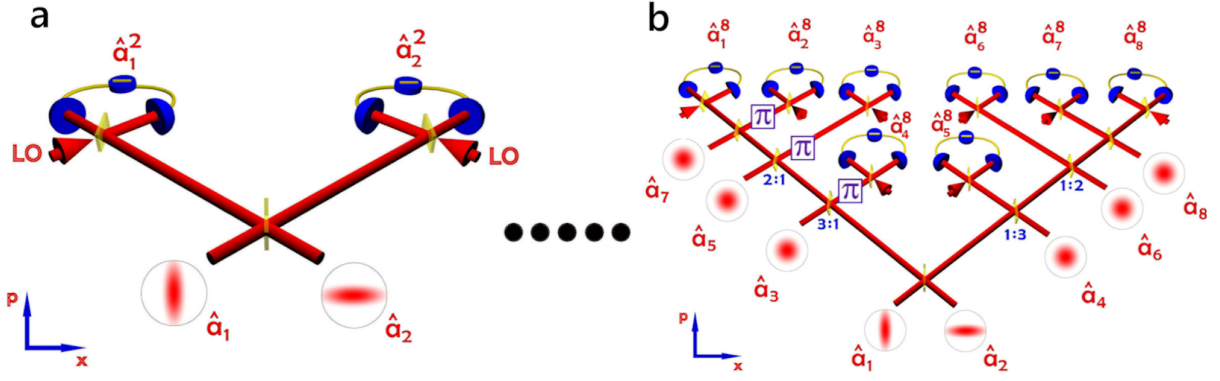 a
â₁² â₂²
LO LO
â₁ â₂
p
x
b
â₁⁸ â₂⁸ â₃⁸ â₆⁸ â₇⁸ â₈⁸
π
π â₄⁸ â₅⁸
â₇ 2:1 π 1:2 â₈
â₅ 3:1 1:3 â₆
â₃ â₄
p
â₁ â₂
x